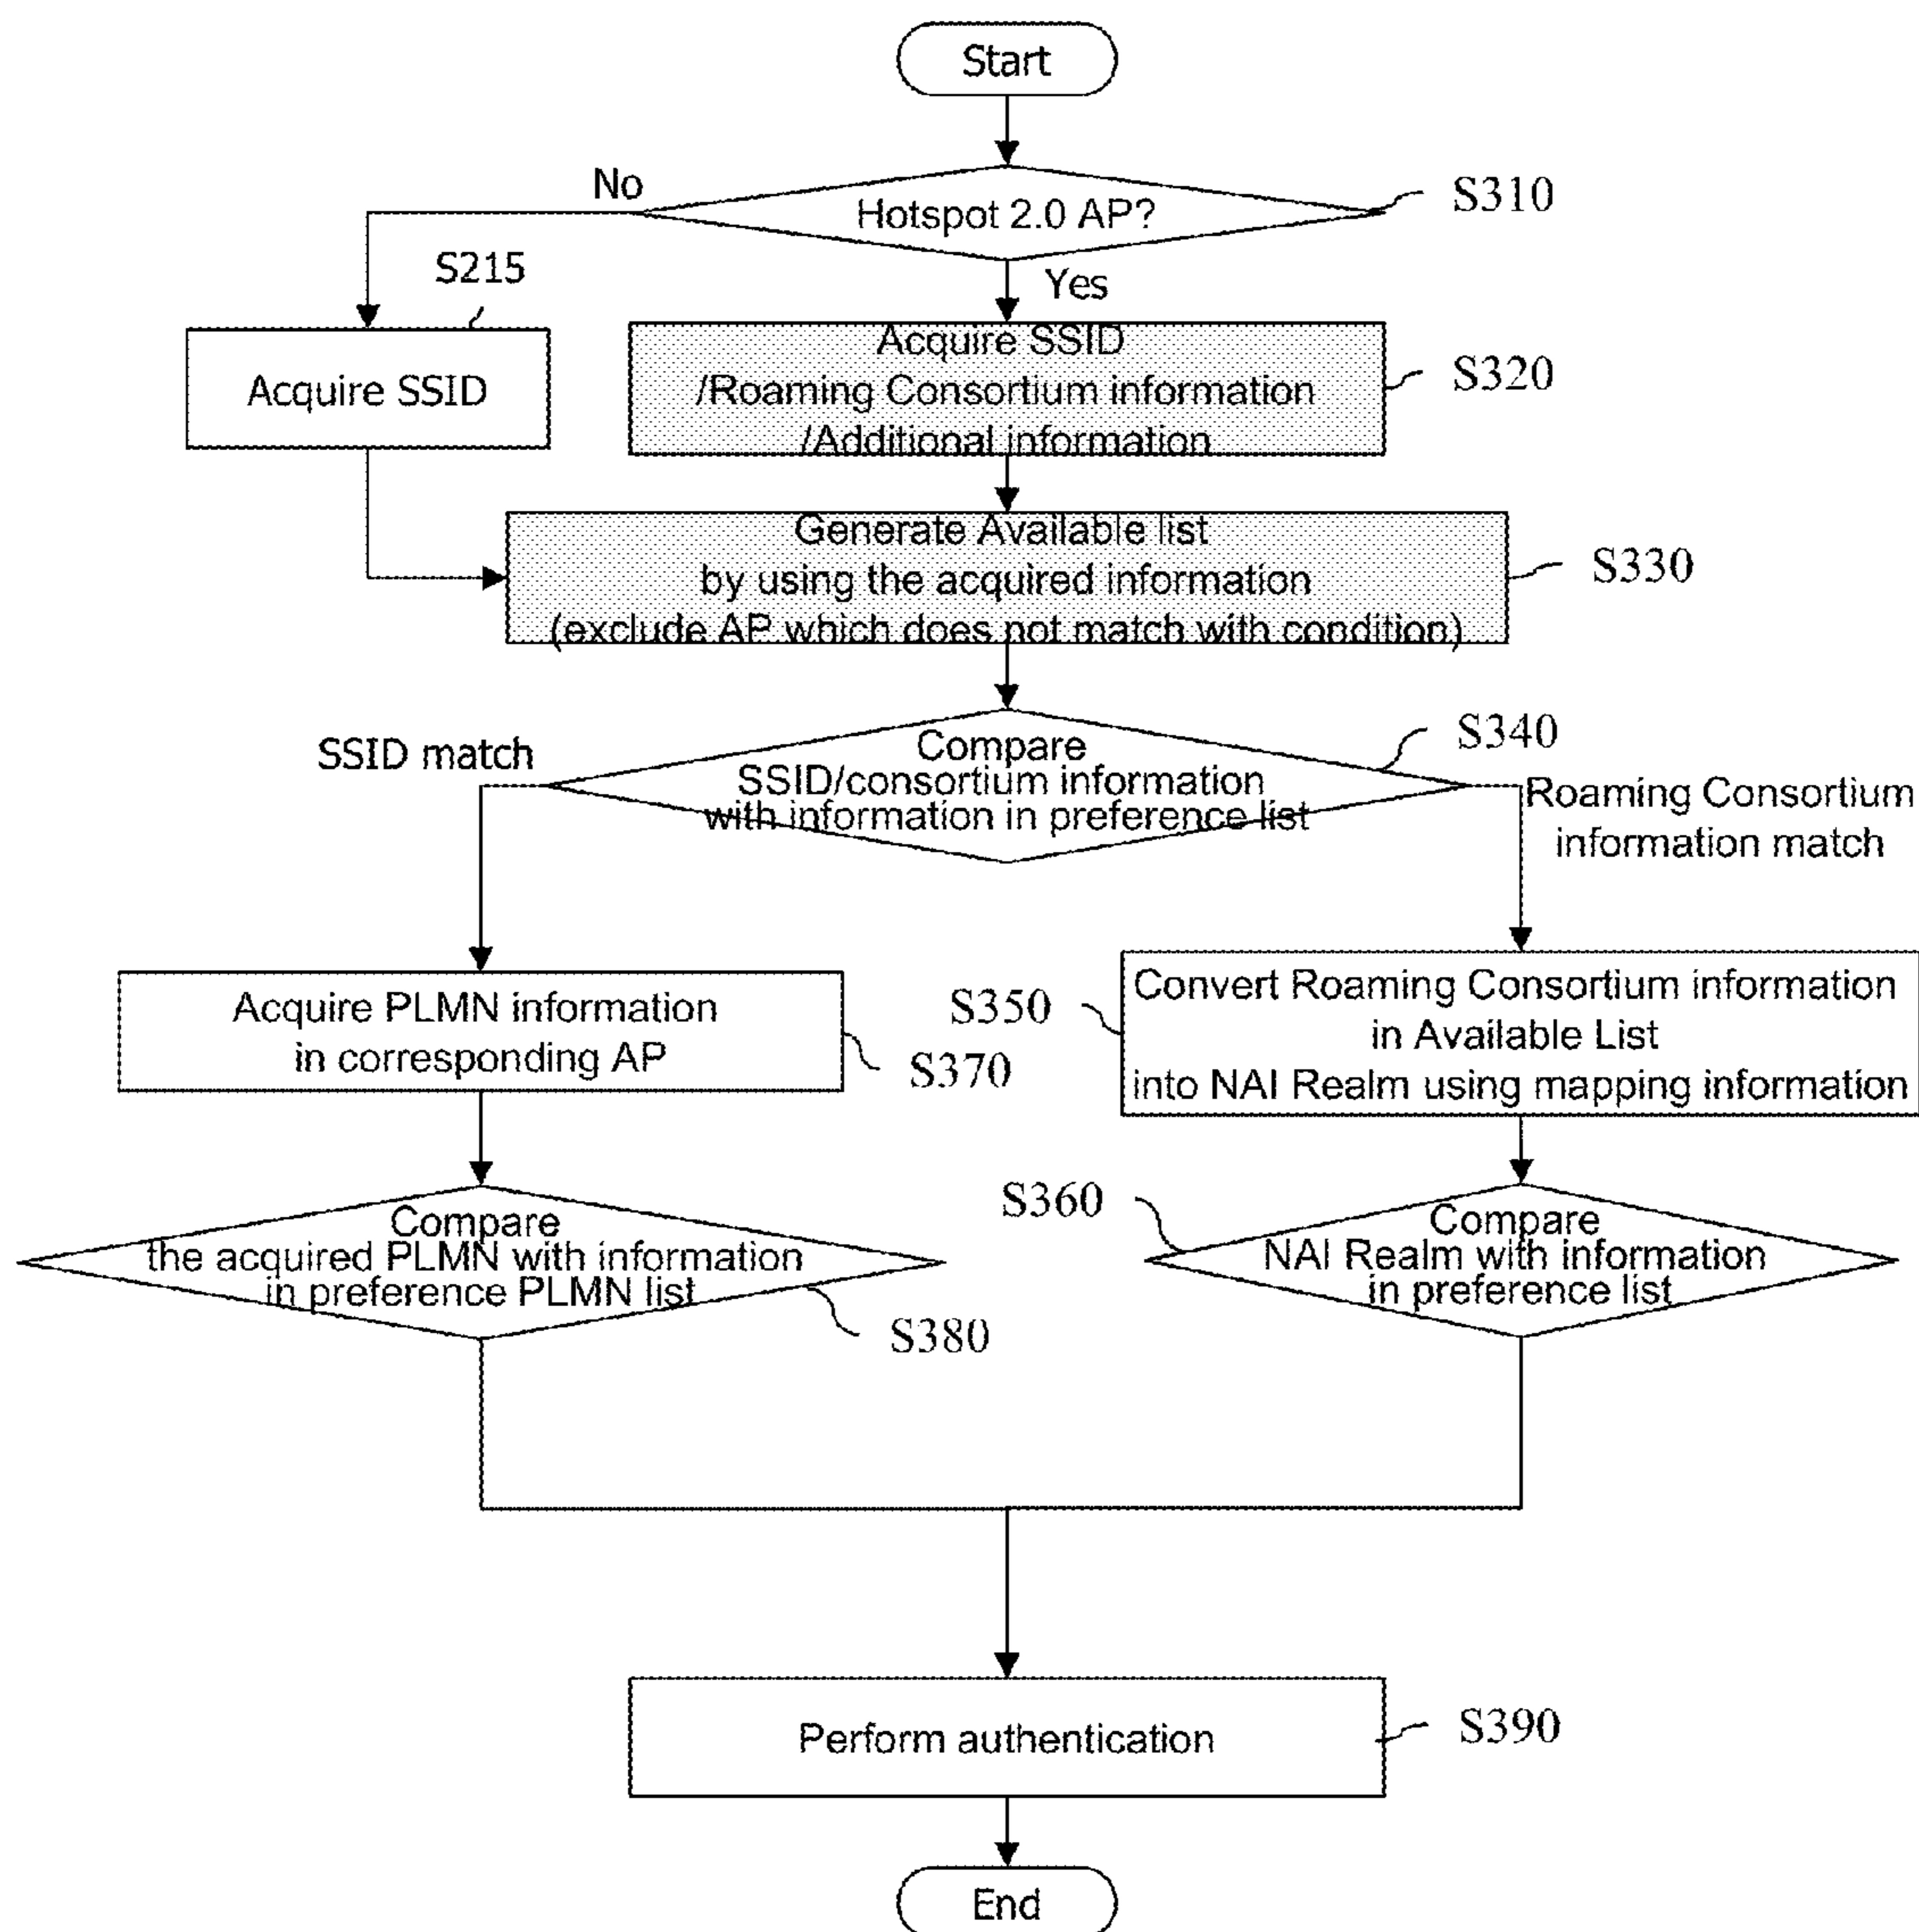 Start
No
Hotspot 2.0 AP?
S310
S215
Yes
Acquire SSID
Acquire SSID
/Roaming Consortium information
/Additional information
S320
Generate Available list
by using the acquired information
(exclude AP which does not match with condition)
S330
SSID match
Compare
SSID/consortium information
with information in preference list
S340
Roaming Consortium
information match
Acquire PLMN information
in corresponding AP
S370
S350
Convert Roaming Consortium information
in Available List
into NAI Realm using mapping information
Compare
the acquired PLMN with information
in preference PLMN list
S380
S360
Compare
NAI Realm with information
in preference list
Perform authentication
S390
End